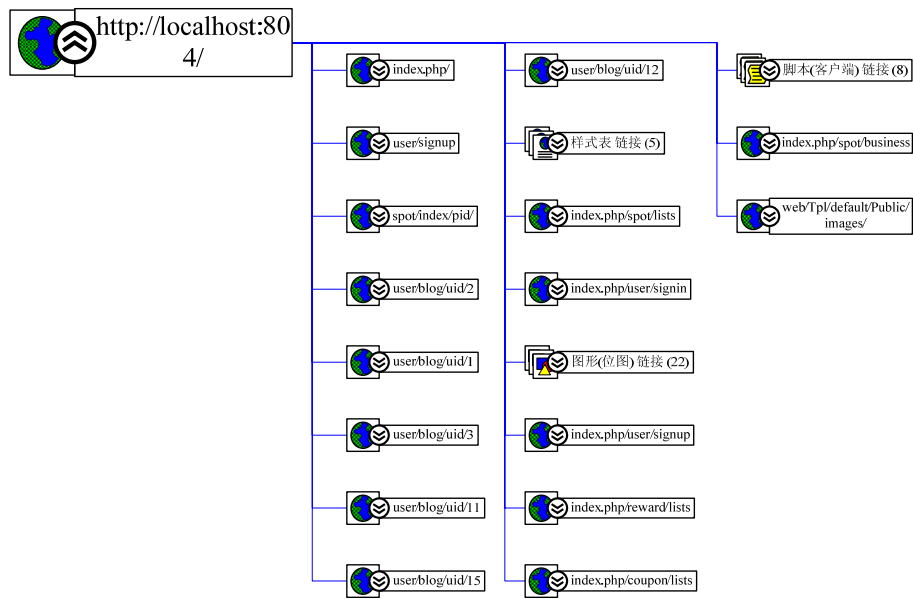 http://localhost:80
4/
index.php/
user/signup
spot/index/pid/
user/blog/uid/2
user/blog/uid/1
user/blog/uid/3
user/blog/uid/11
user/blog/uid/15
user/blog/uid/12
样式表 链接 (5)
index.php/spot/lists
index.php/user/signin
图形(位图) 链接 (22)
index.php/user/signup
index.php/reward/lists
index.php/coupon/lists
脚本(客户端) 链接 (8)
index.php/spot/business
web/Tpl/default/Public/
images/